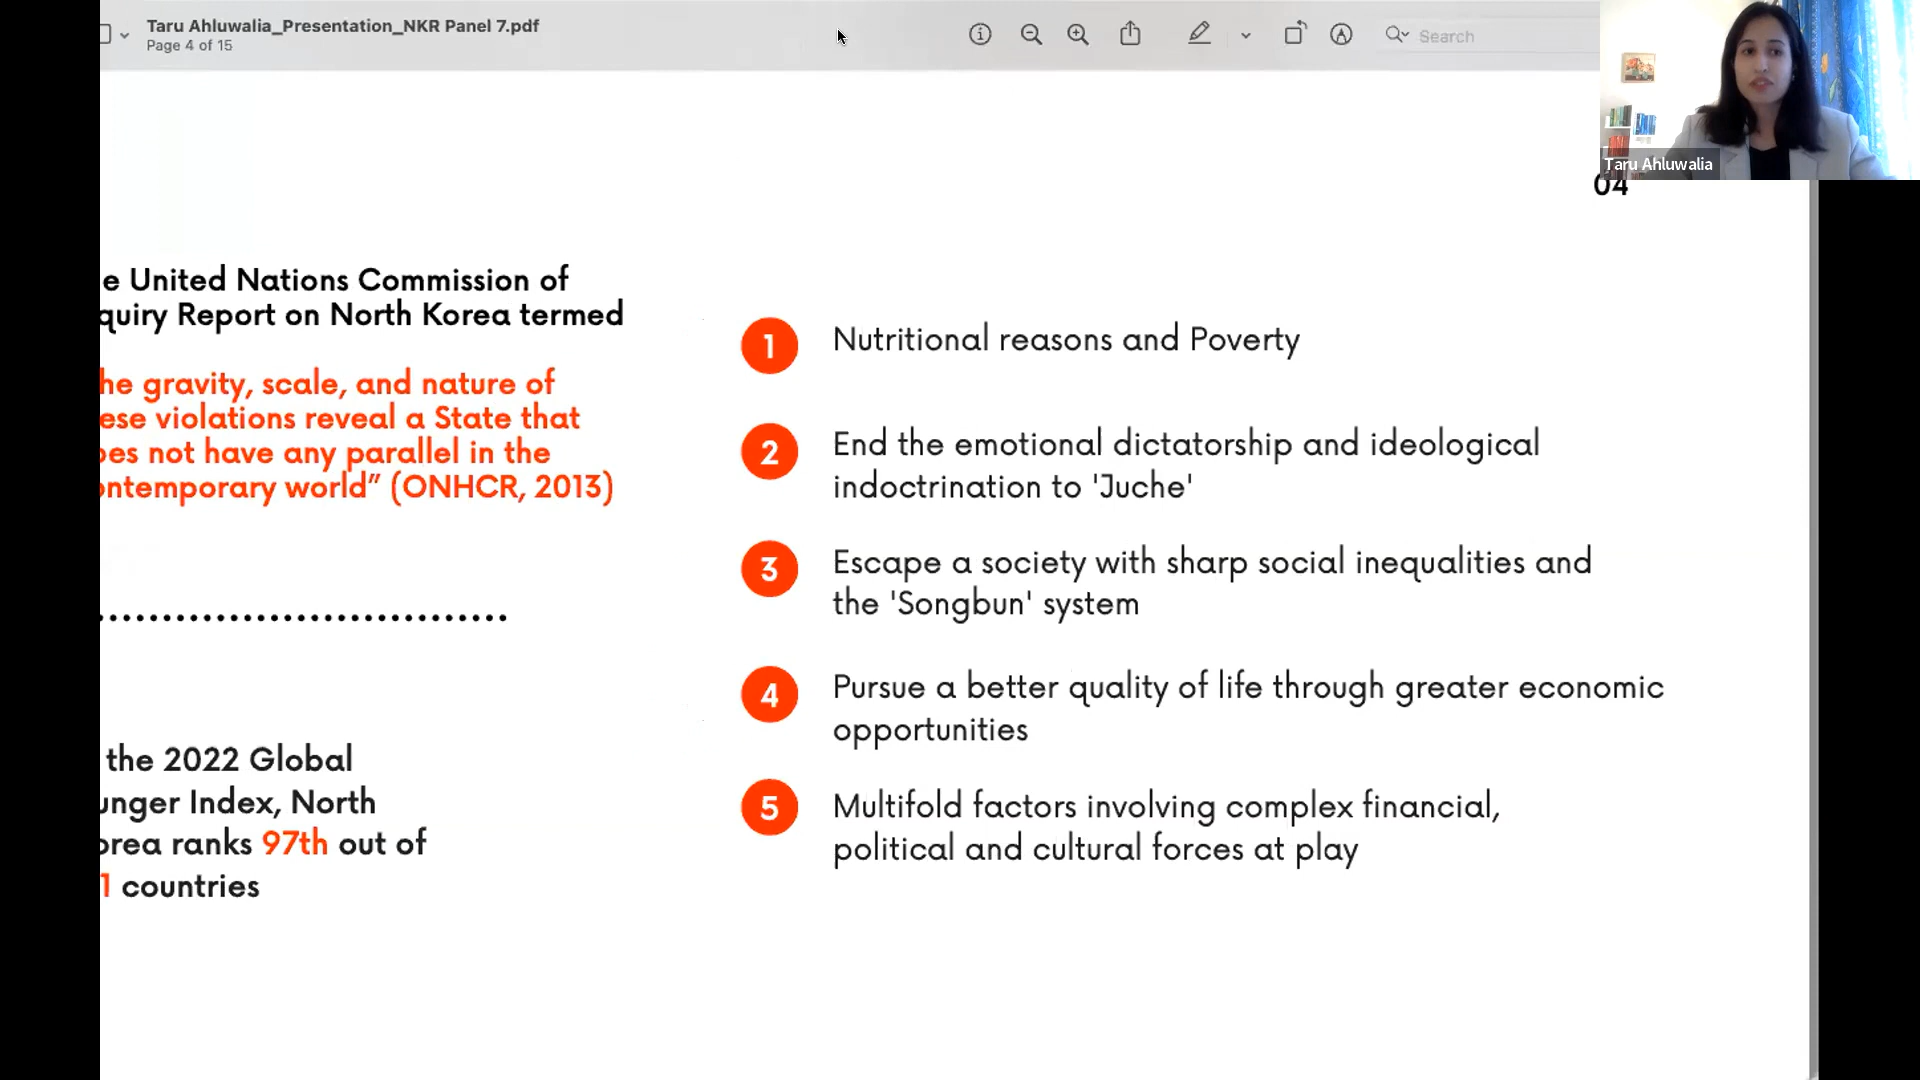 Taru Ahluwalia_Presentation_NKR Panel 7.pdf
Page 4 of 15
Search
Taru Ahluwalia
04
e United Nations Commission of
quiry Report on North Korea termed
he gravity, scale, and nature of
ese violations reveal a State that
oes not have any parallel in the
ontemporary world” (ONHCR, 2013)
the 2022 Global
unger Index, North
orea ranks 97th out of
1 countries
1 Nutritional reasons and Poverty
2 End the emotional dictatorship and ideological
indoctrination to 'Juche'
3 Escape a society with sharp social inequalities and
the 'Songbun' system
4 Pursue a better quality of life through greater economic
opportunities
5 Multifold factors involving complex financial,
political and cultural forces at play